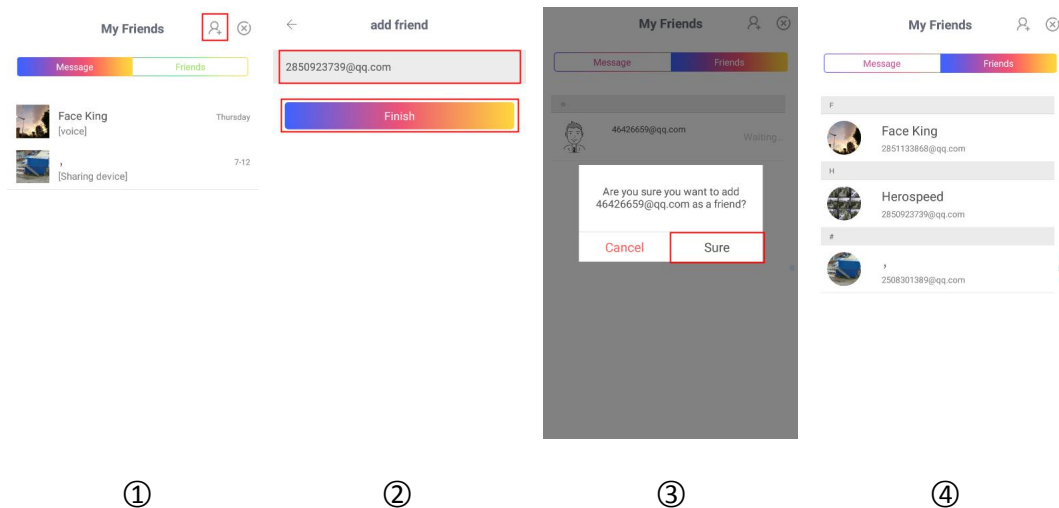 My Friends
Message
Friends
Face King
Thursday
[voice]
,
7-12
[Sharing device]
①
add friend
2850923739@qq.com
Finish
②
My Friends
Message
Friends
46426659@qq.com
Waiting...
Are you sure you want to add
46426659@qq.com as a friend?
Cancel
Sure
③
My Friends
Message
Friends
F
Face King
2851133868@qq.com
H
Herospeed
2850923739@qq.com
#
,
2508301389@qq.com
④